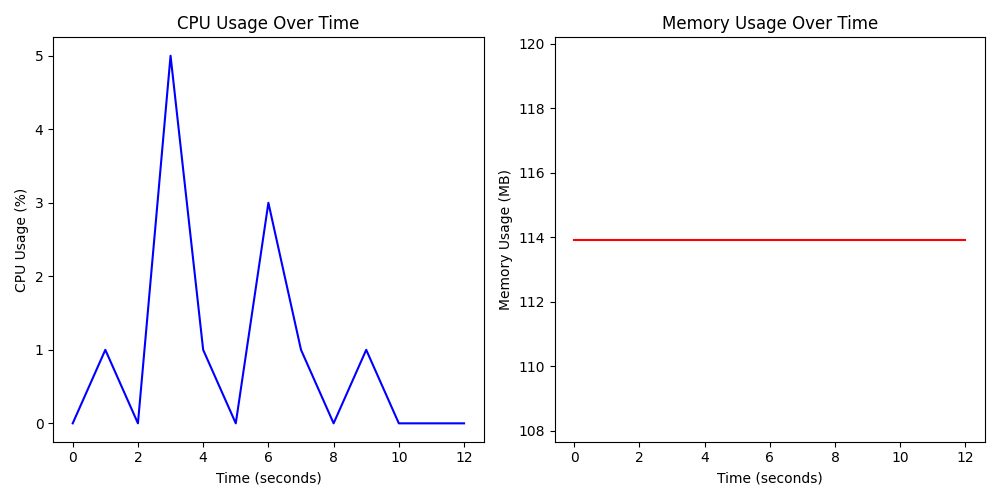 CPU Usage Over Time
CPU Usage (%)
5
4
3
2
1
0
0 2 4 6 8 10 12
Time (seconds)
Memory Usage Over Time
Memory Usage (MB)
120
118
116
114
112
110
108
0 2 4 6 8 10 12
Time (seconds)